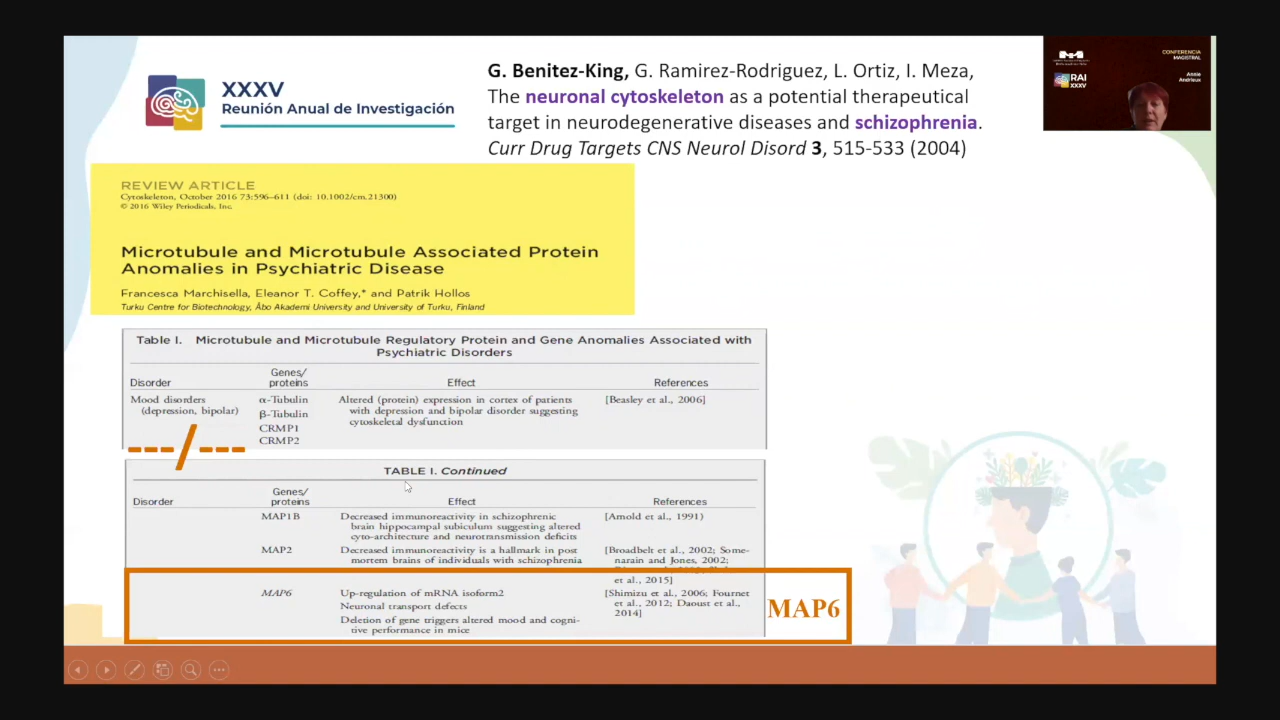 XXXV
Reunión Anual de Investigación
G. Benitez-King, G. Ramirez-Rodriguez, L. Ortiz, I. Meza,
The neuronal cytoskeleton as a potential therapeutical
target in neurodegenerative diseases and schizophrenia.
Curr Drug Targets CNS Neurol Disord 3, 515-533 (2004)
CONFERENCIA
MAGISTRAL
RAI
XXXV
Annie
Andrieux
REVIEW ARTICLE
Cytoskeleton, October 2016 73:596–611 (doi: 10.1002/cm.21300)
© 2016 Wiley Periodicals, Inc.
Microtubule and Microtubule Associated Protein
Anomalies in Psychiatric Disease
Francesca Marchisella, Eleanor T. Coffey,* and Patrik Hollos
Turku Centre for Biotechnology, Åbo Akademi University and University of Turku, Finland
Table I. Microtubule and Microtubule Regulatory Protein and Gene Anomalies Associated with
Psychiatric Disorders
Disorder Genes/ proteins Effect References
Mood disorders α-Tubulin Altered (protein) expression in cortex of patients [Beasley et al., 2006]
(depression, bipolar) β-Tubulin with depression and bipolar disorder suggesting
CRMP1 cytoskeletal dysfunction
CRMP2
TABLE I. Continued
Disorder Genes/ proteins Effect References
MAP1B Decreased immunoreactivity in schizophrenic [Arnold et al., 1991)
brain hippocampal subiculum suggesting altered
cyto-architecture and neurotransmission deficits
MAP2 Decreased immunoreactivity is a hallmark in post [Broadbelt et al., 2002; Some-
mortem brains of individuals with schizophrenia narain and Jones, 2002;
et al., 2015]
MAP6 Up-regulation of mRNA isoform2 [Shimizu et al., 2006; Fournet
Neuronal transport defects et al., 2012; Daoust et al.,
Deletion of gene triggers altered mood and cogni- 2014]
tive performance in mice
MAP6